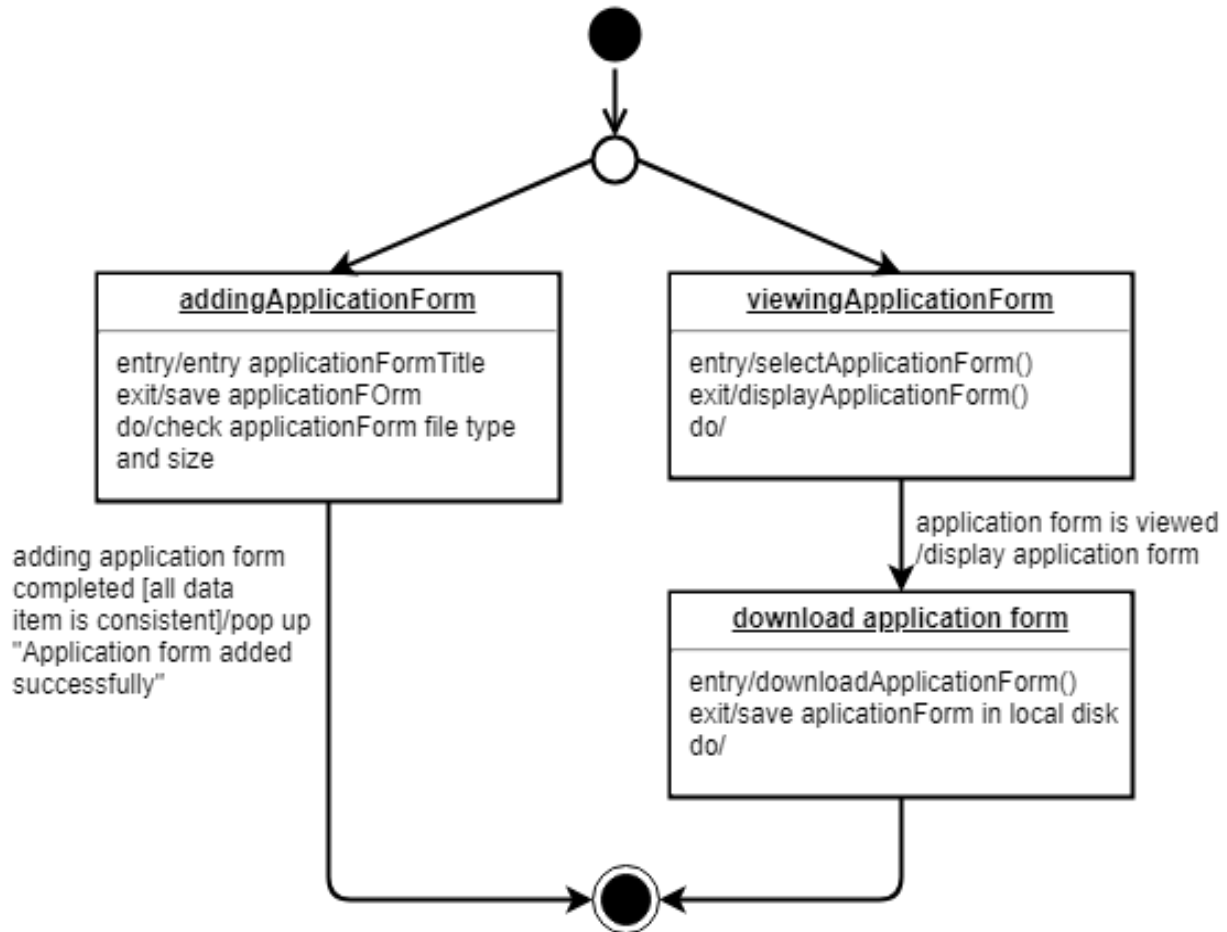 addingApplicationForm
entry/entry applicationFormTitle
exit/save applicationFOrm
do/check applicationForm file type
and size
viewingApplicationForm
entry/selectApplicationForm()
exit/displayApplicationForm()
do/
adding application form
completed [all data
item is consistent]/pop up
"Application form added
successfully"
application form is viewed
/display application form
download application form
entry/downloadApplicationForm()
exit/save aplicationForm in local disk
do/